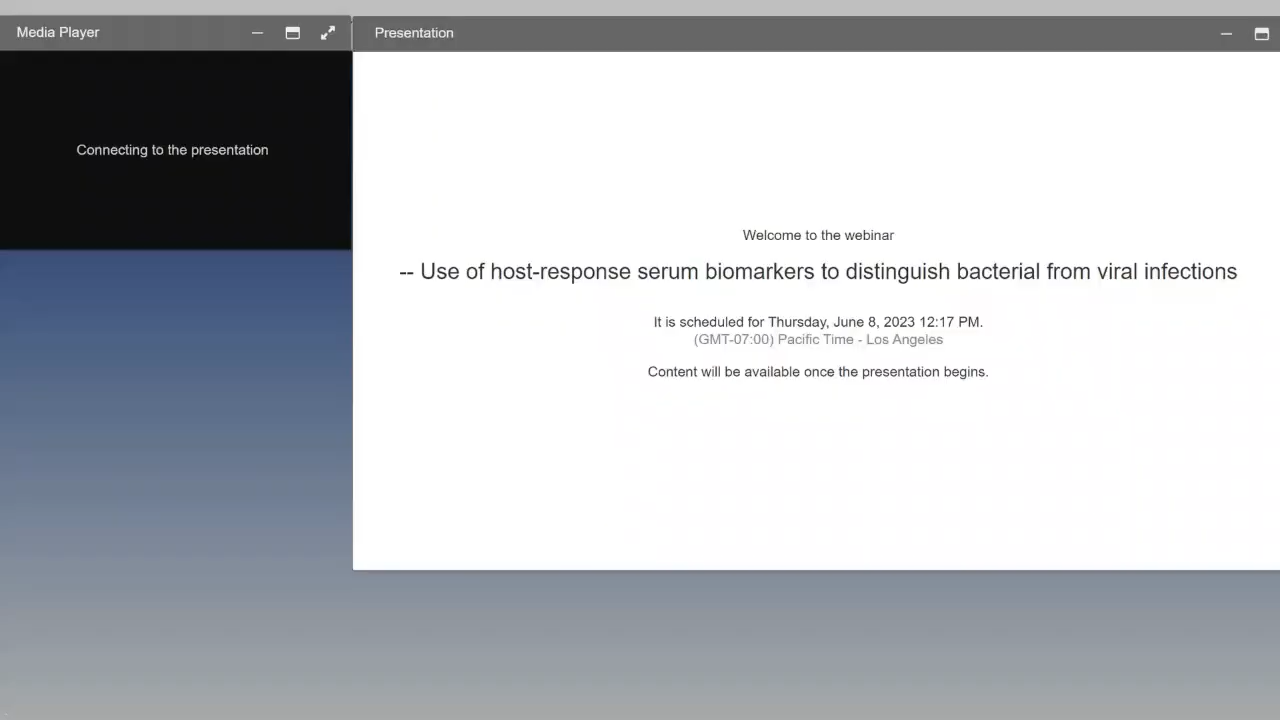 Media Player
Presentation
Connecting to the presentation
Welcome to the webinar
-- Use of host-response serum biomarkers to distinguish bacterial from viral infections
It is scheduled for Thursday, June 8, 2023 12:17 PM.
(GMT-07:00) Pacific Time - Los Angeles
Content will be available once the presentation begins.